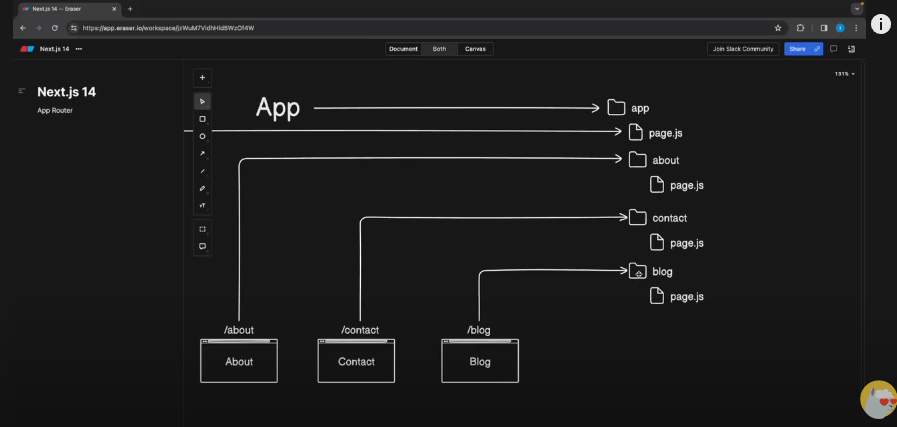 Next.js 14 — Eraser
https://app.eraser.io/workspace/jzWuM7VidhHldBWzOf4W
Next.js 14
Document Both Canvas
Join Slack Community
Share
131%
Next.js 14
App Router
App
app
page.js
about
page.js
contact
page.js
blog
page.js
/about
/contact
/blog
About
Contact
Blog